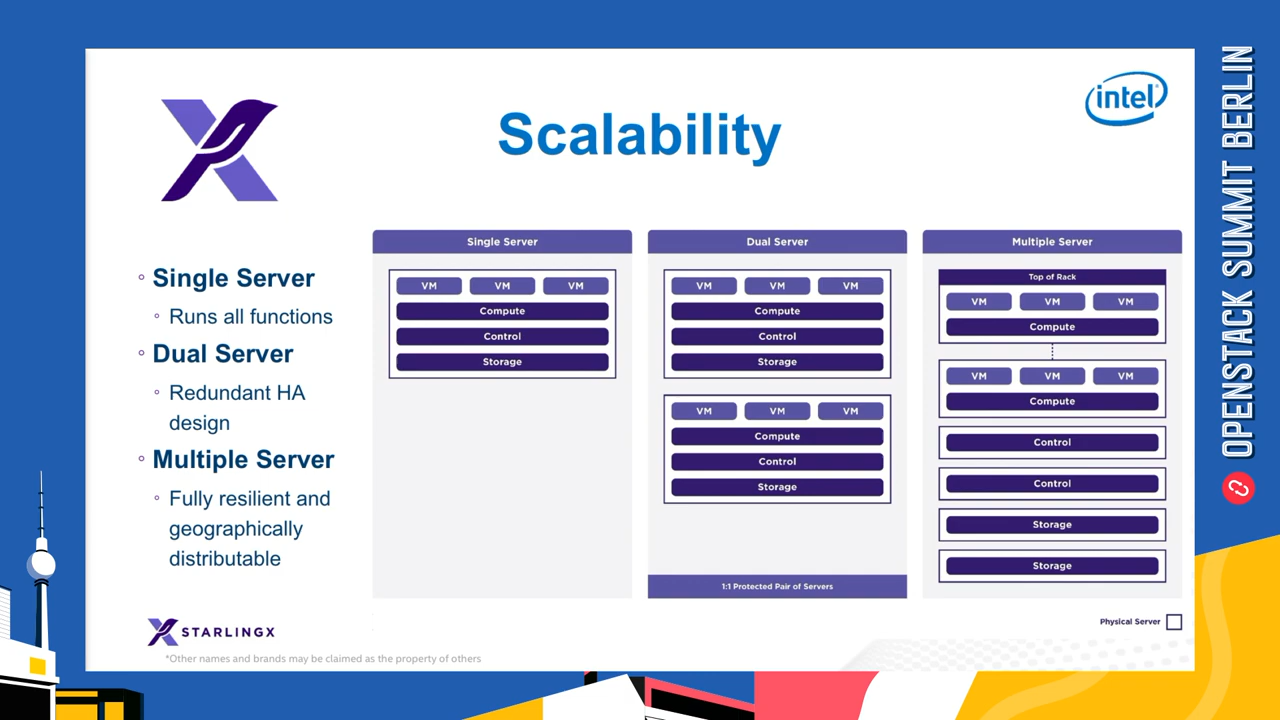 Scalability
intel
Single Server
Runs all functions
Dual Server
Redundant HA
design
Multiple Server
Fully resilient and
geographically
distributable
Single Server
VM VM VM
Compute
Control
Storage
Dual Server
VM VM VM
Compute
Control
Storage
VM VM VM
Compute
Control
Storage
1:1 Protected Pair of Servers
Multiple Server
Top of Rack
VM VM VM
Compute
VM VM VM
Compute
Control
Control
Storage
Storage
Physical Server
STARLINGX
*Other names and brands may be claimed as the property of others
OPENSTACK SUMMIT BERLIN